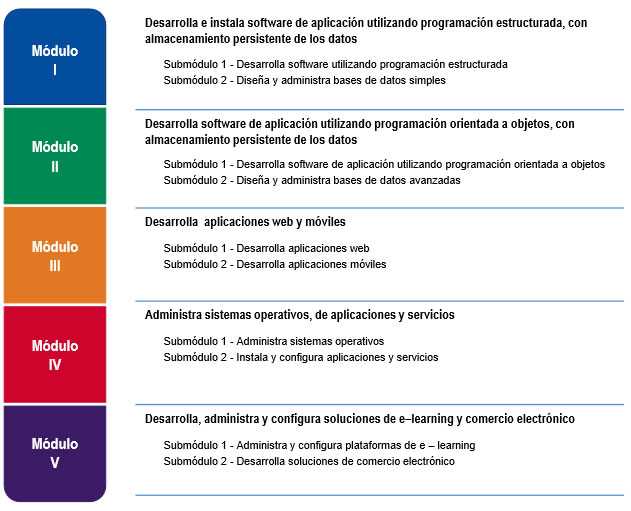 Módulo
I
Desarrolla e instala software de aplicación utilizando programación estructurada, con
almacenamiento persistente de los datos
Submódulo 1 - Desarrolla software utilizando programación estructurada
Submódulo 2 - Diseña y administra bases de datos simples
Módulo
II
Desarrolla software de aplicación utilizando programación orientada a objetos, con
almacenamiento persistente de los datos
Submódulo 1 - Desarrolla software de aplicación utilizando programación orientada a objetos
Submódulo 2 - Diseña y administra bases de datos avanzadas
Módulo
III
Desarrolla aplicaciones web y móviles
Submódulo 1 - Desarrolla aplicaciones web
Submódulo 2 - Desarrolla aplicaciones móviles
Módulo
IV
Administra sistemas operativos, de aplicaciones y servicios
Submódulo 1 - Administra sistemas operativos
Submódulo 2 - Instala y configura aplicaciones y servicios
Módulo
V
Desarrolla, administra y configura soluciones de e–learning y comercio electrónico
Submódulo 1 - Administra y configura plataformas de e – learning
Submódulo 2 - Desarrolla soluciones de comercio electrónico